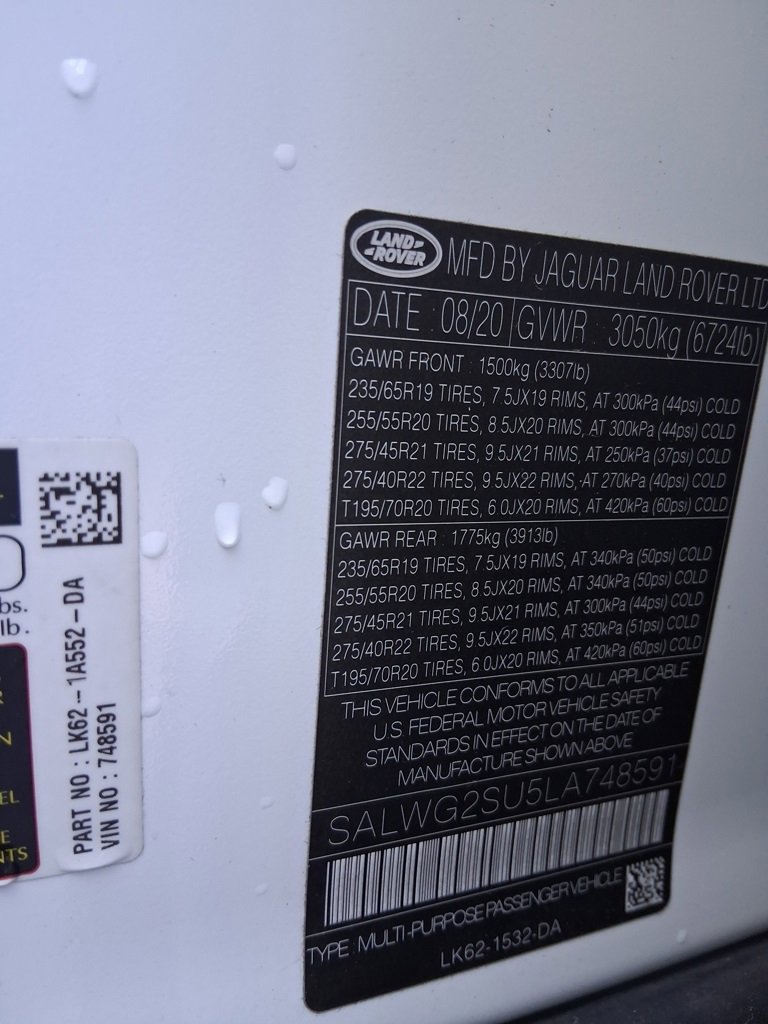 LAND ROVER
MFD BY JAGUAR LAND ROVER LTD
DATE : 08/20 GVWR : 3050kg (6724lb)
GAWR FRONT : 1500kg (3307lb)
235/65R19 TIRES, 7.5JX19 RIMS, AT 300kPa (44psi) COLD
255/55R20 TIRES, 8.5JX20 RIMS, AT 300kPa (44psi) COLD
275/45R21 TIRES, 9.5JX21 RIMS, AT 250kPa (37psi) COLD
275/40R22 TIRES, 9.5JX22 RIMS, AT 270kPa (40psi) COLD
T195/70R20 TIRES, 6.0JX20 RIMS, AT 420kPa (60psi) COLD
GAWR REAR : 1775kg (3913lb)
235/65R19 TIRES, 7.5JX19 RIMS, AT 340kPa (50psi) COLD
255/55R20 TIRES, 8.5JX20 RIMS, AT 340kPa (50psi) COLD
275/45R21 TIRES, 9.5JX21 RIMS, AT 300kPa (44psi) COLD
275/40R22 TIRES, 9.5JX22 RIMS, AT 350kPa (51psi) COLD
T195/70R20 TIRES, 6.0JX20 RIMS, AT 420kPa (60psi) COLD
THIS VEHICLE CONFORMS TO ALL APPLICABLE
U.S. FEDERAL MOTOR VEHICLE SAFETY
STANDARDS IN EFFECT ON THE DATE OF
MANUFACTURE SHOWN ABOVE
SALWG2SU5LA748591
TYPE : MULTI-PURPOSE PASSENGER VEHICLE
LK62-1532-DA
PART NO : LK62-1A552-DA
VIN NO : 748591
bs.
lb.
N
EL
E
NTS